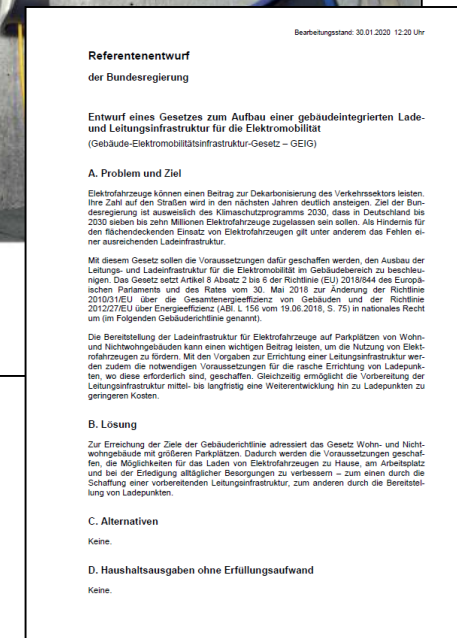 Bearbeitungsstand: 30.01.2020 12:20 Uhr
Referentenentwurf
der Bundesregierung
Entwurf eines Gesetzes zum Aufbau einer gebäudeintegrierten Lade-
und Leitungsinfrastruktur für die Elektromobilität
(Gebäude-Elektromobilitätsinfrastruktur-Gesetz – GEIG)
A. Problem und Ziel
Elektrofahrzeuge können einen Beitrag zur Dekarbonisierung des Verkehrssektors leisten.
Ihre Zahl auf den Straßen wird in den nächsten Jahren deutlich ansteigen. Ziel der Bun-
desregierung ist ausweislich des Klimaschutzprogramms 2030, dass in Deutschland bis
2030 sieben bis zehn Millionen Elektrofahrzeuge zugelassen sein sollen. Als Hindernis für
den flächendeckenden Einsatz von Elektrofahrzeugen gilt unter anderem das Fehlen ei-
ner ausreichenden Ladeinfrastruktur.
Mit diesem Gesetz sollen die Voraussetzungen dafür geschaffen werden, den Ausbau der
Leitungs- und Ladeinfrastruktur für die Elektromobilität im Gebäudebereich zu beschleu-
nigen. Das Gesetz setzt Artikel 8 Absatz 2 bis 6 der Richtlinie (EU) 2018/844 des Europä-
ischen Parlaments und des Rates vom 30. Mai 2018 zur Änderung der Richtlinie
2010/31/EU über die Gesamtenergieeffizienz von Gebäuden und der Richtlinie
2012/27/EU über Energieeffizienz (ABl. L 156 vom 19.06.2018, S. 75) in nationales Recht
um (im Folgenden Gebäuderichtlinie genannt).
Die Bereitstellung der Ladeinfrastruktur für Elektrofahrzeuge auf Parkplätzen von Wohn-
und Nichtwohngebäuden kann einen wichtigen Beitrag leisten, um die Nutzung von Elekt-
rofahrzeugen zu fördern. Mit den Vorgaben zur Errichtung einer Leitungsinfrastruktur wer-
den zudem die notwendigen Voraussetzungen für die rasche Errichtung von Ladepunk-
ten, wo diese erforderlich sind, geschaffen. Gleichzeitig ermöglicht die Vorbereitung der
Leitungsinfrastruktur mittel- bis langfristig eine Weiterentwicklung hin zu Ladepunkten zu
geringeren Kosten.
B. Lösung
Zur Erreichung der Ziele der Gebäuderichtlinie adressiert das Gesetz Wohn- und Nicht-
wohngebäude mit größeren Parkplätzen. Dadurch werden die Voraussetzungen geschaf-
fen, die Möglichkeiten für das Laden von Elektrofahrzeugen zu Hause, am Arbeitsplatz
und bei der Erledigung alltäglicher Besorgungen zu verbessern – zum einen durch die
Schaffung einer vorbereitenden Leitungsinfrastruktur, zum anderen durch die Bereitstel-
lung von Ladepunkten.
C. Alternativen
Keine.
D. Haushaltsausgaben ohne Erfüllungsaufwand
Keine.